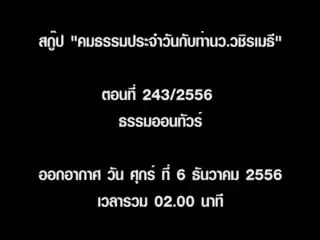 สกู๊ป "คมธรรมประจำวันกับท่านว.วชิรเมธี"
ตอนที่ 243/2556
ธรรมออนทัวร์
ออกอากาศ วัน ศุกร์ ที่ 6 ธันวาคม 2556
เวลารวม 02.00 นาที